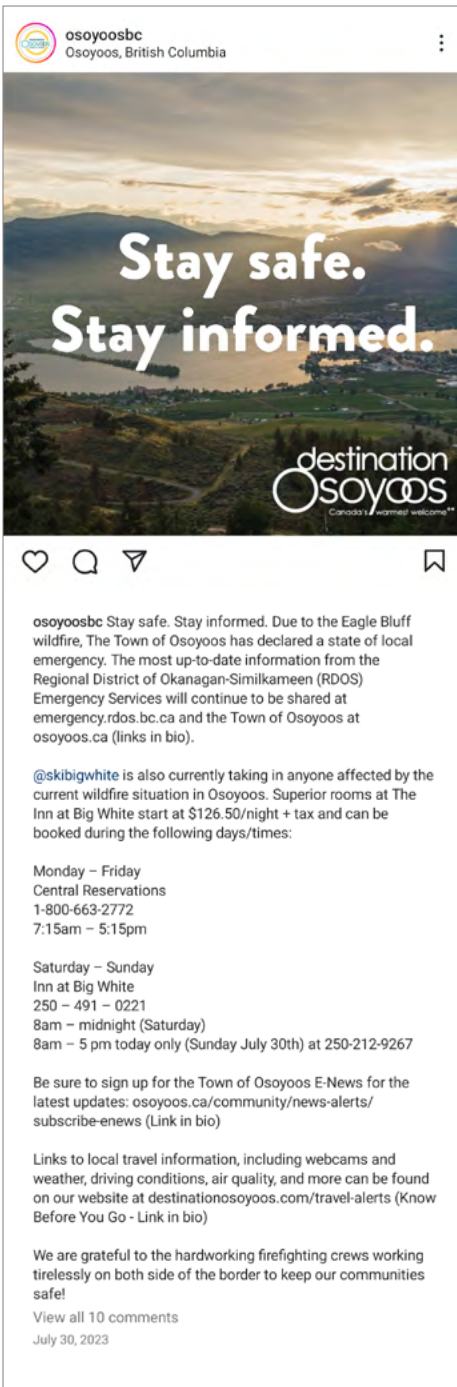 osoyoosbc
Osoyoos, British Columbia
Stay safe.
Stay informed.
destination
Osoyoos
Canada's warmest welcome™
osoyoosbc Stay safe. Stay informed. Due to the Eagle Bluff
wildfire, The Town of Osoyoos has declared a state of local
emergency. The most up-to-date information from the
Regional District of Okanagan-Similkameen (RDOS)
Emergency Services will continue to be shared at
emergency.rdos.bc.ca and the Town of Osoyoos at
osoyoos.ca (links in bio).
@skibigwhite is also currently taking in anyone affected by the
current wildfire situation in Osoyoos. Superior rooms at The
Inn at Big White start at $126.50/night + tax and can be
booked during the following days/times:
Monday – Friday
Central Reservations
1-800-663-2772
7:15am – 5:15pm
Saturday – Sunday
Inn at Big White
250 – 491 – 0221
8am – midnight (Saturday)
8am – 5 pm today only (Sunday July 30th) at 250-212-9267
Be sure to sign up for the Town of Osoyoos E-News for the
latest updates: osoyoos.ca/community/news-alerts/
subscribe-enews (Link in bio)
Links to local travel information, including webcams and
weather, driving conditions, air quality, and more can be found
on our website at destinationosoyoos.com/travel-alerts (Know
Before You Go - Link in bio)
We are grateful to the hardworking firefighting crews working
tirelessly on both side of the border to keep our communities
safe!
View all 10 comments
July 30, 2023